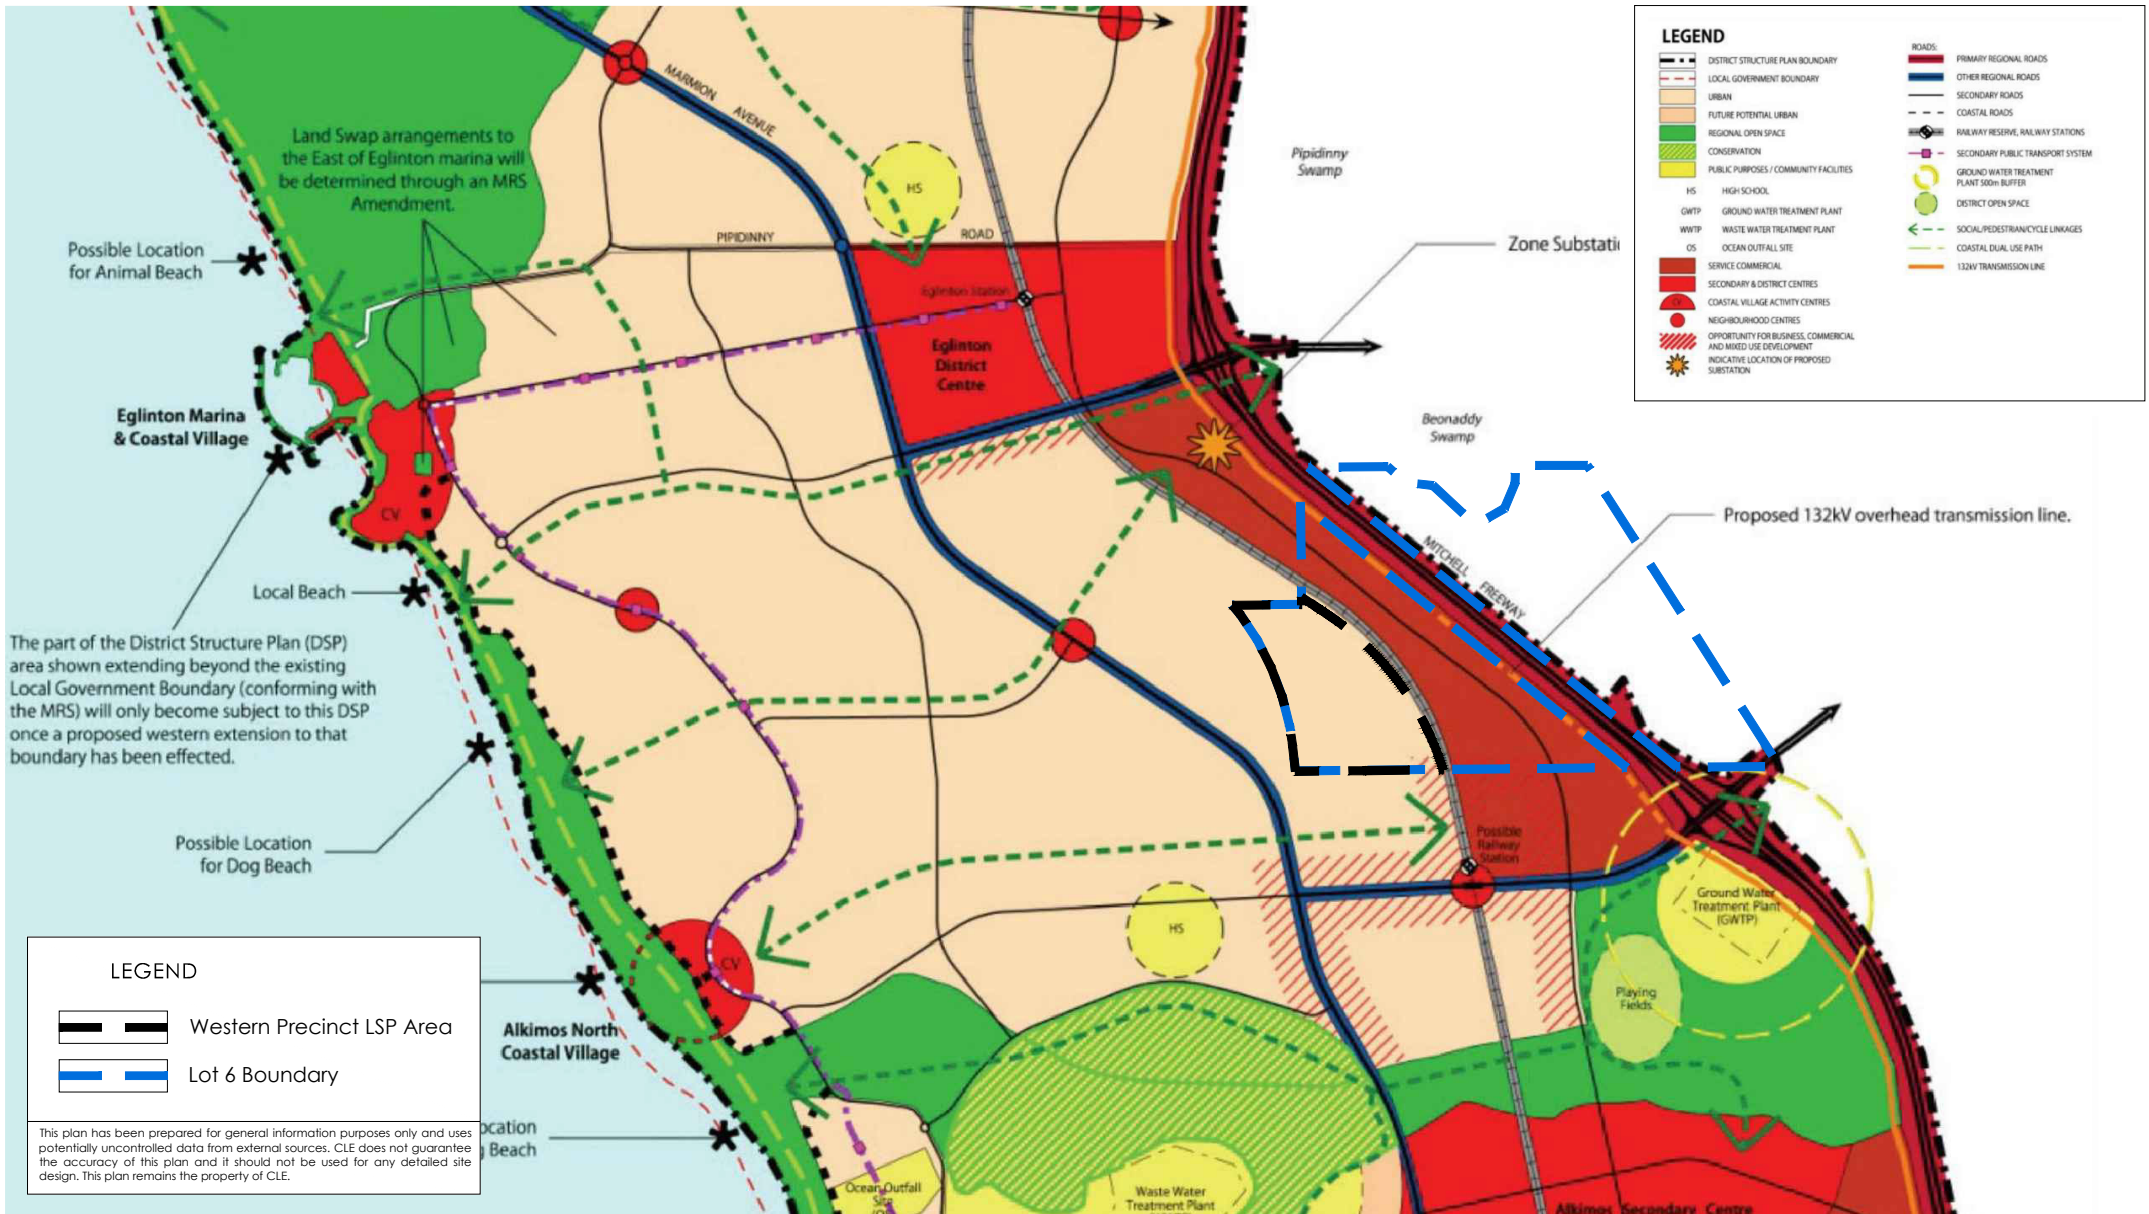 LEGEND
DISTRICT STRUCTURE PLAN BOUNDARY
LOCAL GOVERNMENT BOUNDARY
URBAN
FUTURE POTENTIAL URBAN
REGIONAL OPEN SPACE
CONSERVATION
PUBLIC PURPOSES / COMMUNITY FACILITIES
HS HIGH SCHOOL
GWTP GROUND WATER TREATMENT PLANT
WWTP WASTE WATER TREATMENT PLANT
OS OCEAN OUTFALL SITE
SERVICE COMMERCIAL
SECONDARY & DISTRICT CENTRES
CV COASTAL VILLAGE ACTIVITY CENTRES
NEIGHBOURHOOD CENTRES
OPPORTUNITY FOR BUSINESS, COMMERICIAL
AND MIXED USE DEVELOPMENT
INDICATIVE LOCATION OF PROPOSED
SUBSTATION
ROADS:
PRIMARY REGIONAL ROADS
OTHER REGIONAL ROADS
SECONDARY ROADS
COASTAL ROADS
RAILWAY RESERVE, RAILWAY STATIONS
SECONDARY PUBLIC TRANSPORT SYSTEM
GROUND WATER TREATMENT
PLANT 500m BUFFER
DISTRICT OPEN SPACE
SOCIAL/PEDESTRIAN/CYCLE LINKAGES
COASTAL DUAL USE PATH
132kV TRANSMISSION LINE
MARMION AVENUE
Land Swap arrangements to
the East of Eglinton marina will
be determined through an MRS
Amendment.
Pipidinny
Swamp
HS
PIPIDINNY ROAD
Possible Location
for Animal Beach
Zone Substati
Eglinton Station
Eglinton
District
Centre
Eglinton Marina
& Coastal Village
Beonaddy
Swamp
CV
Proposed 132kV overhead transmission line.
MITCHELL FREEWAY
Local Beach
The part of the District Structure Plan (DSP)
area shown extending beyond the existing
Local Government Boundary (conforming with
the MRS) will only become subject to this DSP
once a proposed western extension to that
boundary has been effected.
Possible Location
for Dog Beach
Possible
Railway
Station
Ground Water
Treatment Plant
(GWTP)
HS
CV
Playing
Fields
Alkimos North
Coastal Village
LEGEND
Western Precinct LSP Area
Lot 6 Boundary
This plan has been prepared for general information purposes only and uses
potentially uncontrolled data from external sources. CLE does not guarantee
the accuracy of this plan and it should not be used for any detailed site
design. This plan remains the property of CLE.
ocation
g Beach
Ocean Outfall
Site
Waste Water
Treatment Plant
Alkimos Secondary Centre